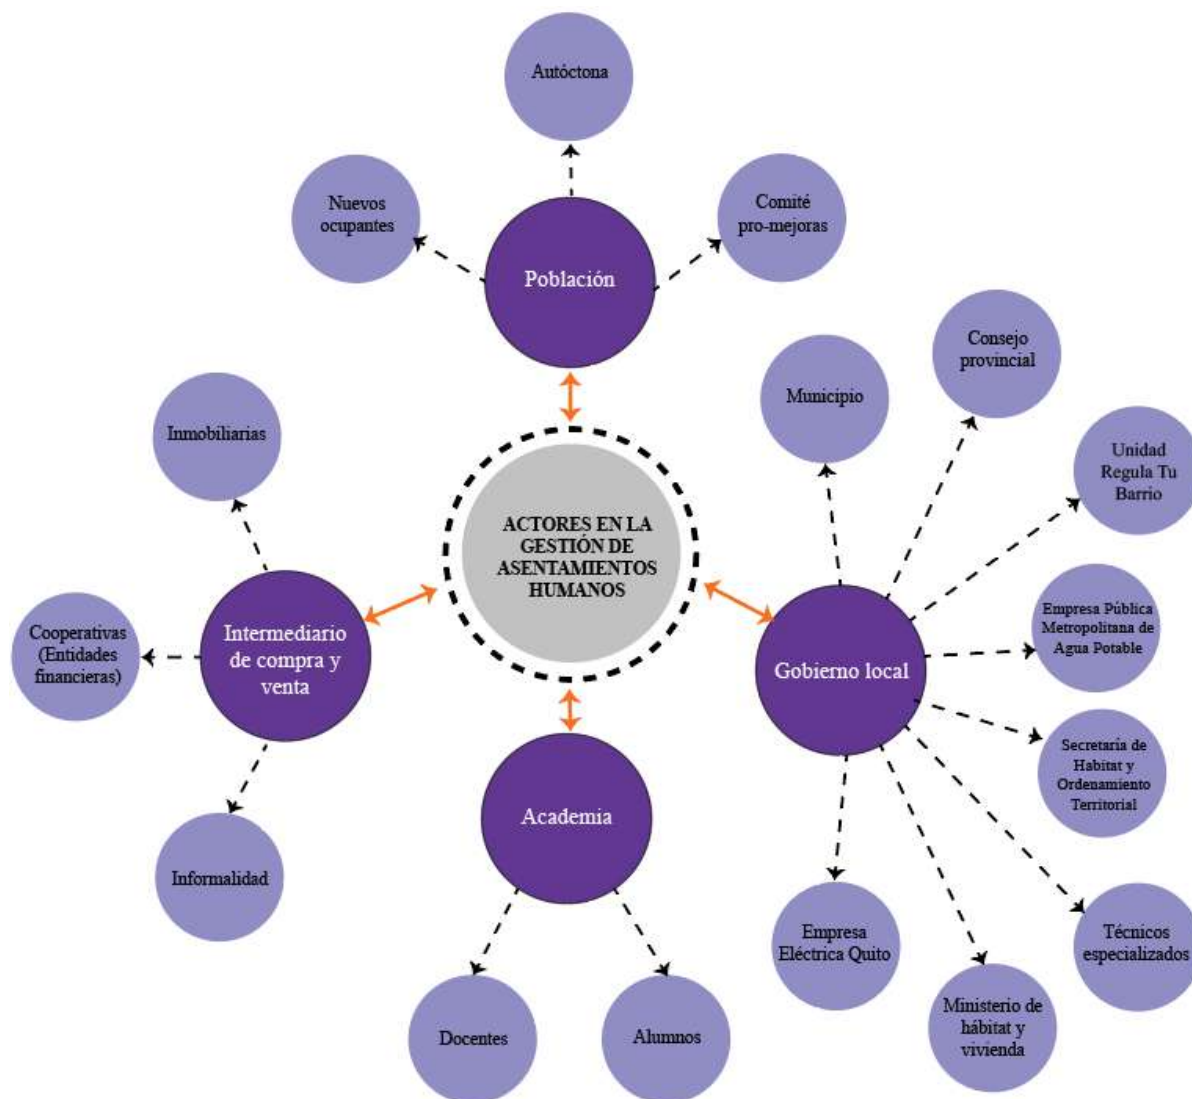 Autóctona
Nuevos
ocupantes
Comité
pro-mejoras
Población
Consejo
provincial
Municipio
Inmobiliarias
Unidad
Regula Tu
Barrio
ACTORES EN LA
GESTIÓN DE
ASENTAMIENTOS
HUMANOS
Empresa Pública
Metropolitana de
Agua Potable
Cooperativas
(Entidades
financieras)
Intermediario
de compra y
venta
Gobierno local
Secretaría de
Habitat y
Ordenamiento
Territorial
Academia
Informalidad
Empresa
Eléctrica Quito
Técnicos
especializados
Ministerio de
hábitat y
vivienda
Docentes
Alumnos